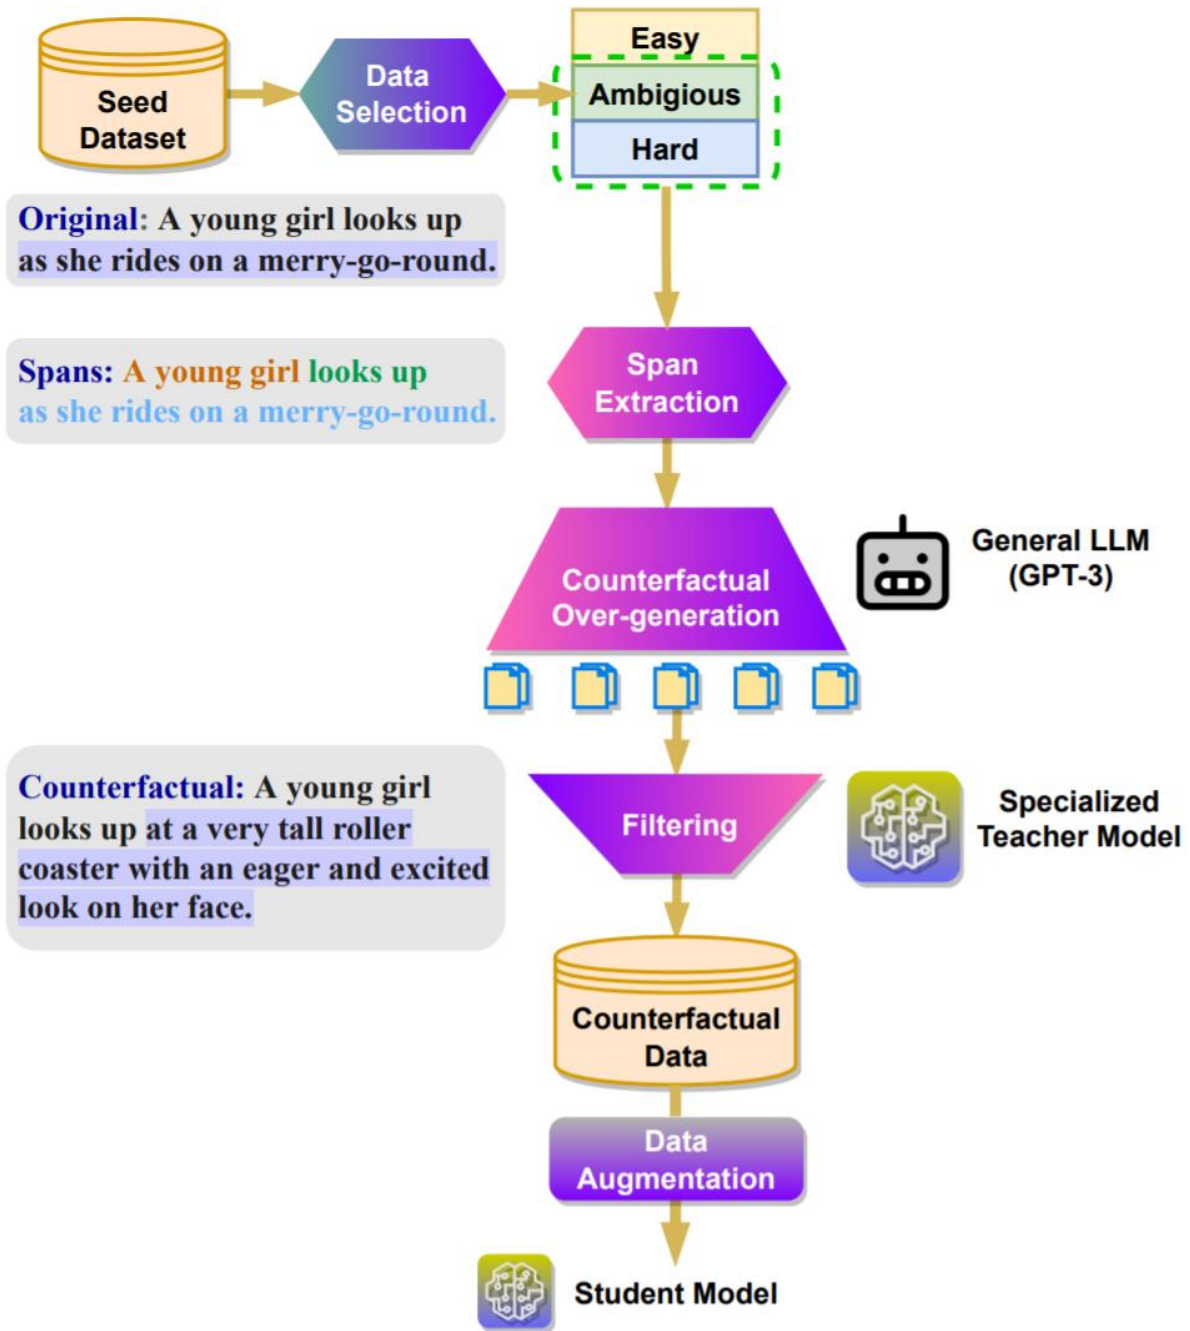 Seed
Dataset
Data
Selection
Easy
Ambigious
Hard
Original: A young girl looks up
as she rides on a merry-go-round.
Spans: A young girl looks up
as she rides on a merry-go-round.
Span
Extraction
Counterfactual
Over-generation
General LLM
(GPT-3)
Counterfactual: A young girl
looks up at a very tall roller
coaster with an eager and excited
look on her face.
Filtering
Specialized
Teacher Model
Counterfactual
Data
Data
Augmentation
Student Model